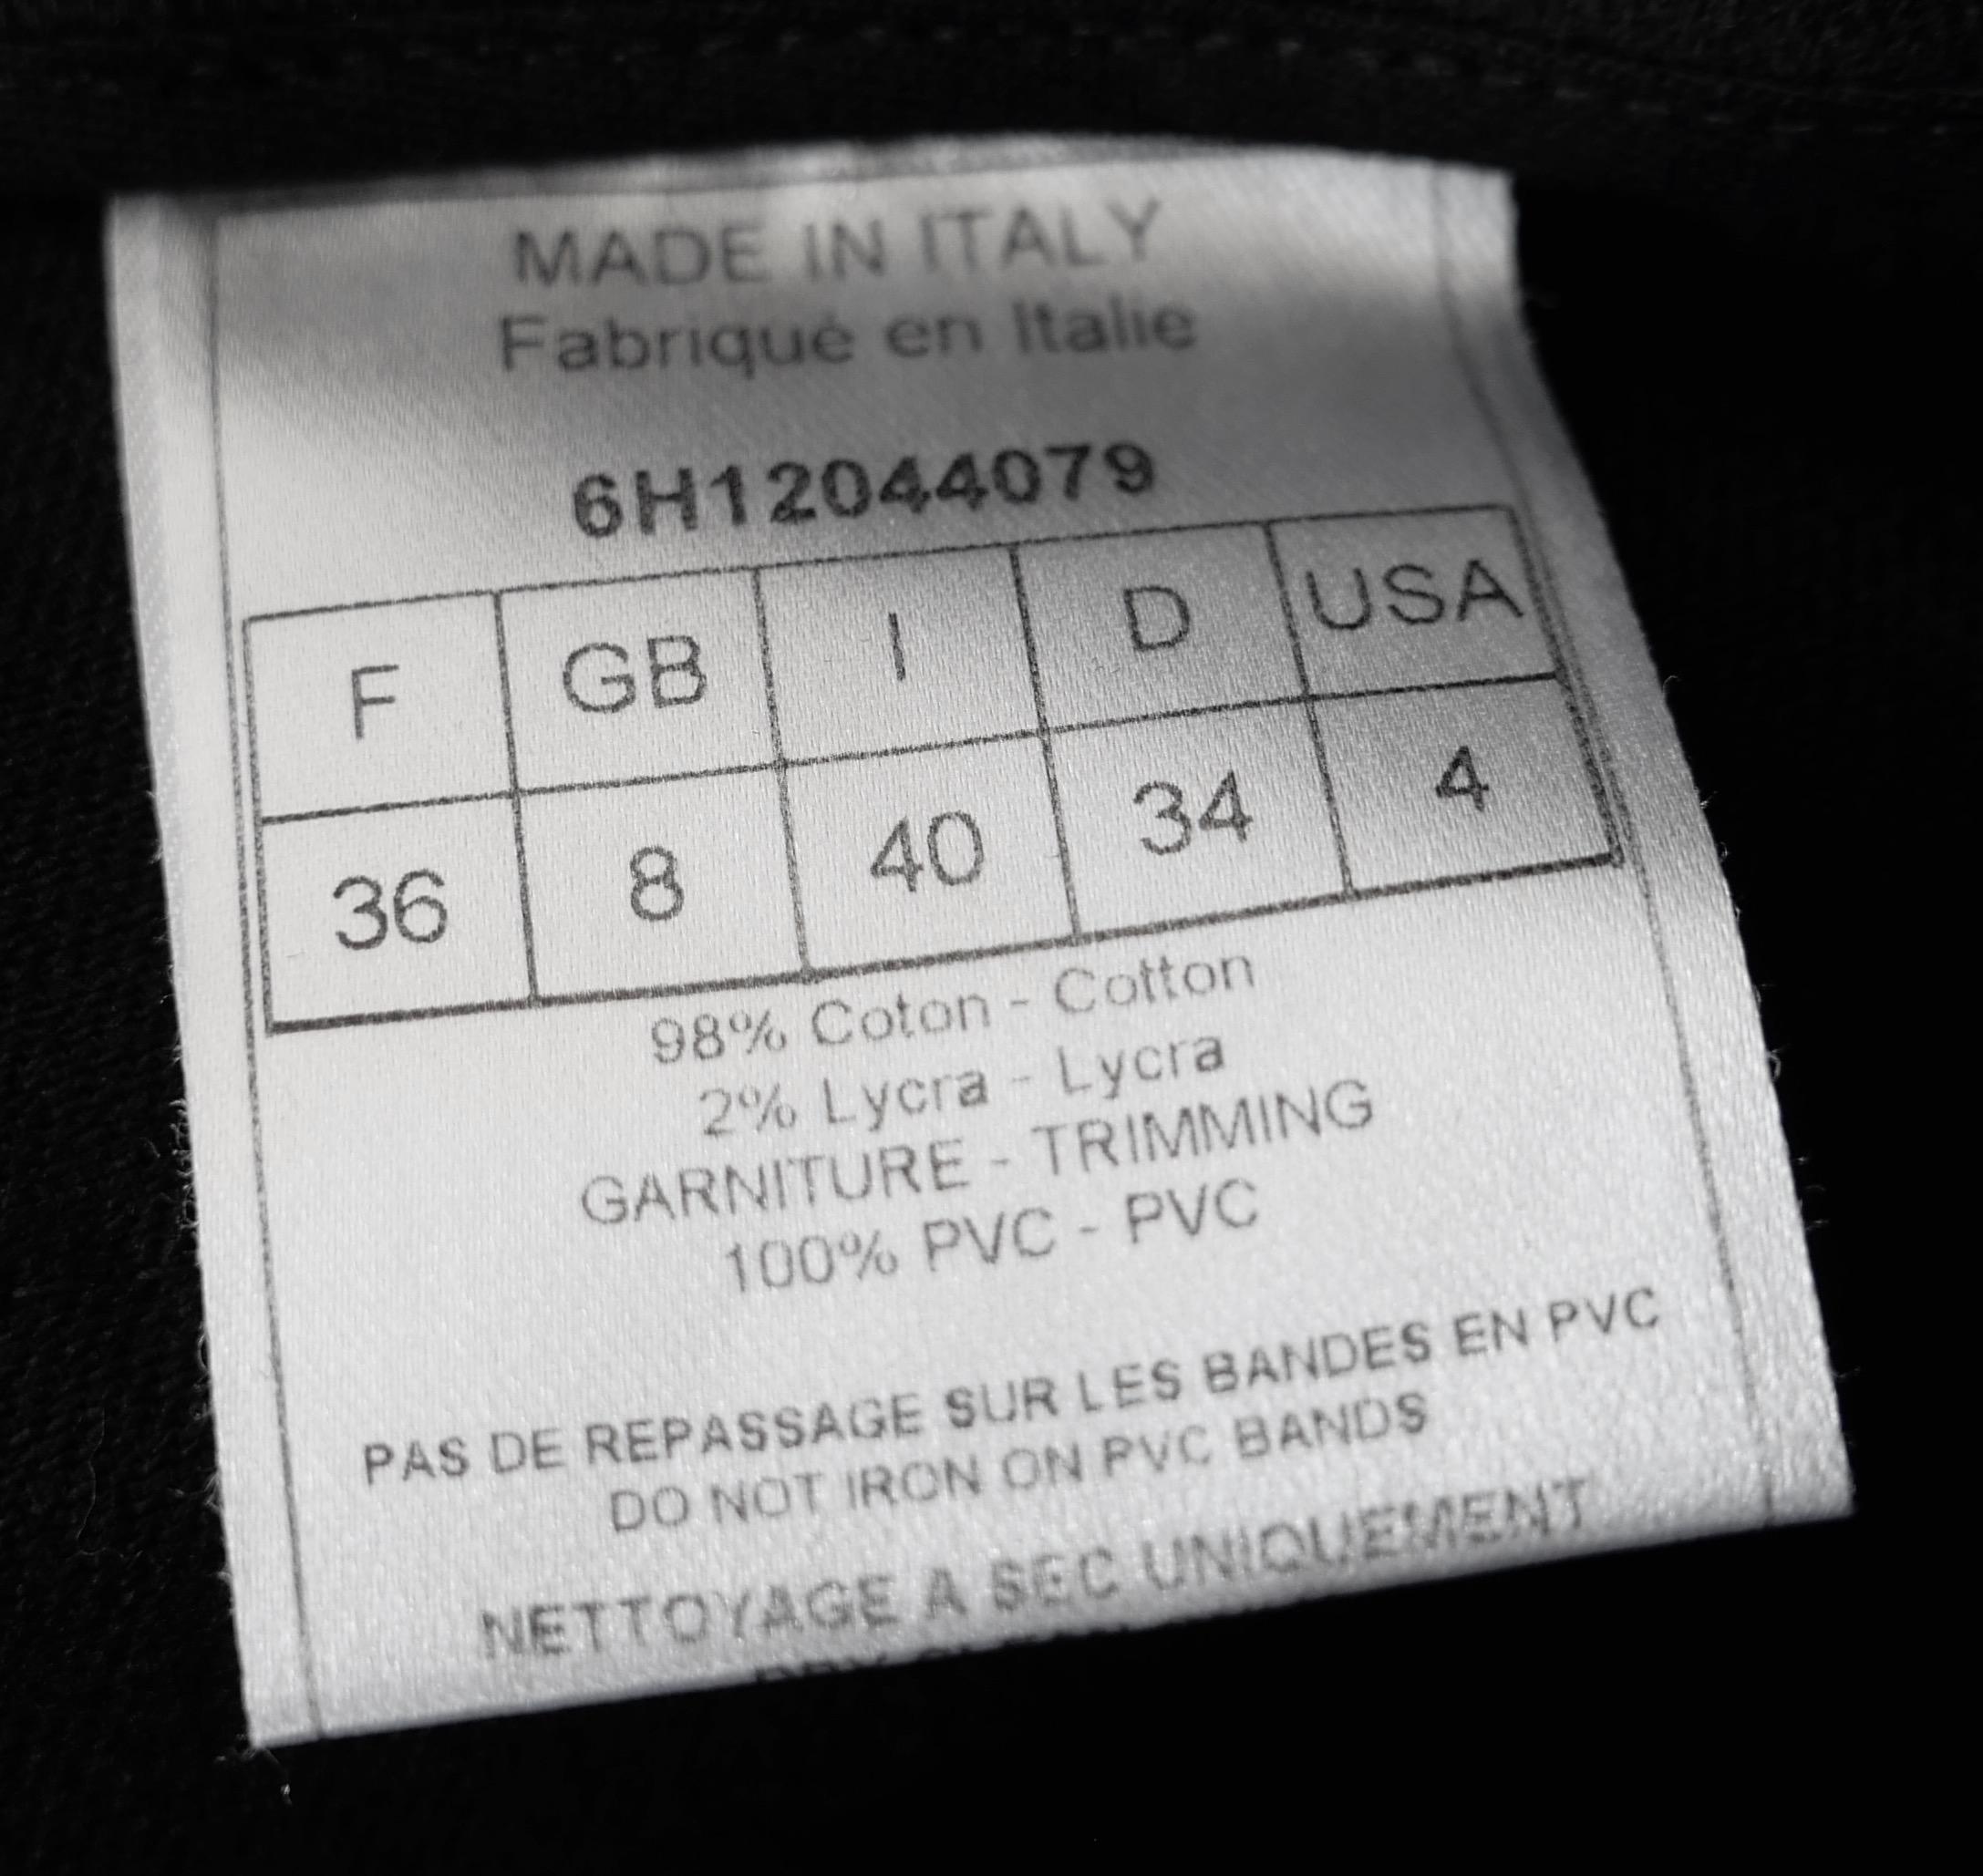 MADE IN ITALY
Fabriqué en Italie
6H12044079
F GB I D USA
36 8 40 34 4
98% Coton - Cotton
2% Lycra - Lycra
GARNITURE - TRIMMING
100% PVC - PVC
PAS DE REPASSAGE SUR LES BANDES EN PVC
DO NOT IRON ON PVC BANDS
NETTOYAGE A SEC UNIQUEMENT